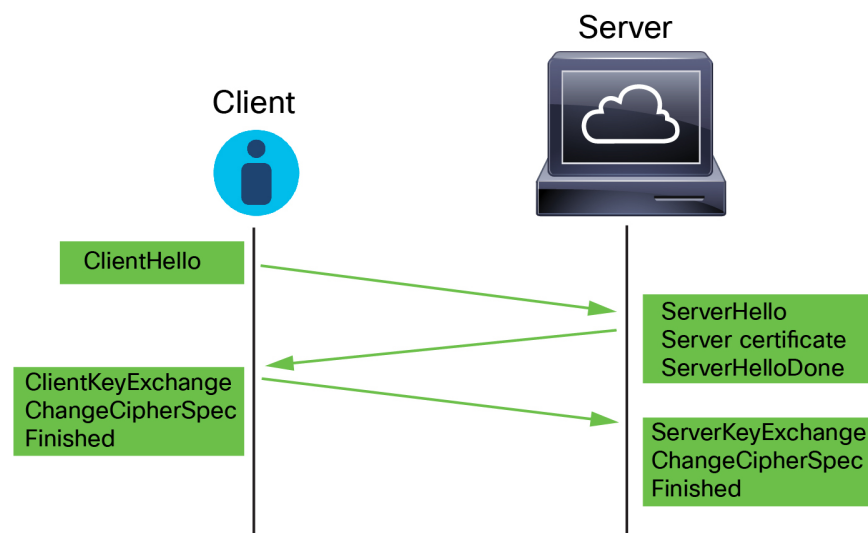 Server
Client
ClientHello
ServerHello
Server certificate
ServerHelloDone
ClientKeyExchange
ChangeCipherSpec
Finished
ServerKeyExchange
ChangeCipherSpec
Finished